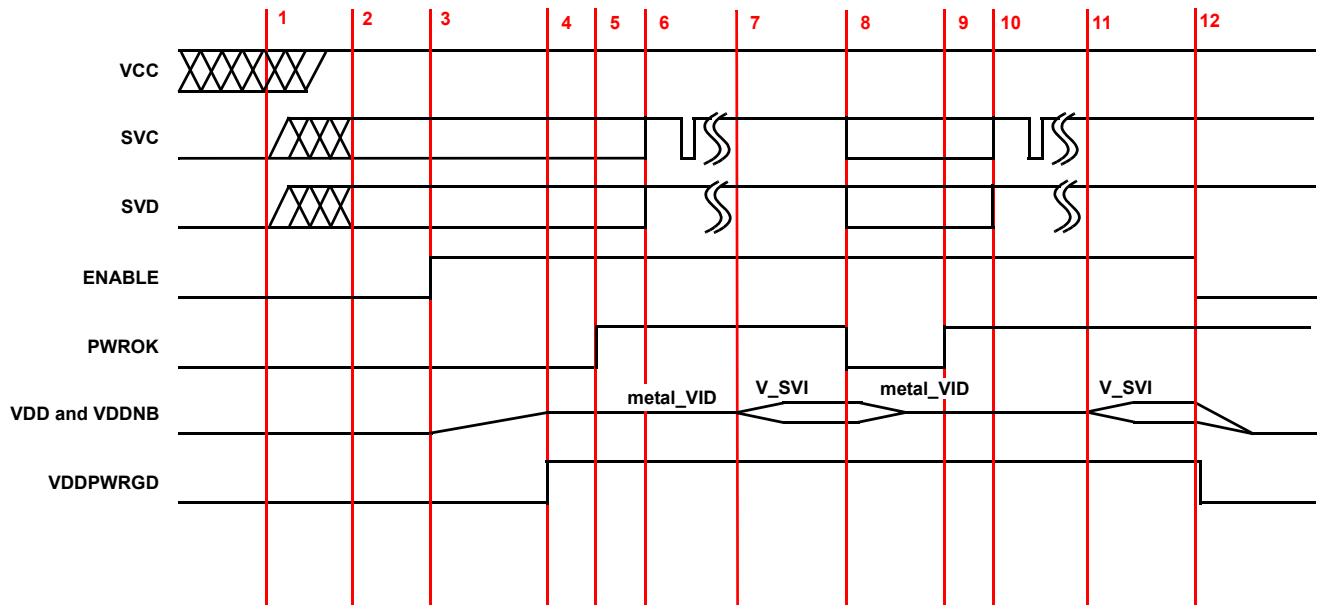 1 2 3 4 5 6 7 8 9 10 11 12
VCC
SVC
SVD
ENABLE
PWROK
metal_VID V_SVI metal_VID V_SVI
VDD and VDDNB
VDDPWRGD